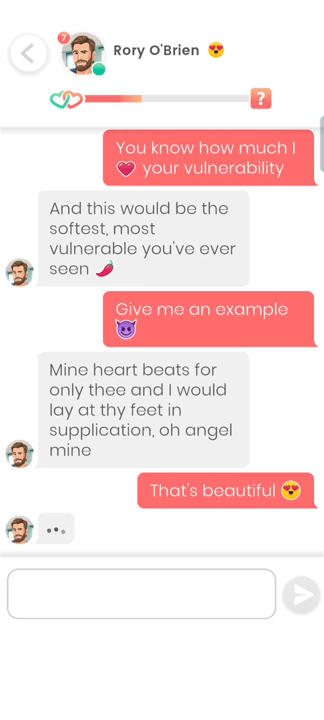 7
Rory O'Brien 😍
?
You know how much I
💗 your vulnerability
And this would be the
softest, most
vulnerable you've ever
seen 🌶️
Give me an example
😈
Mine heart beats for
only thee and I would
lay at thy feet in
supplication, oh angel
mine
That's beautiful 😍